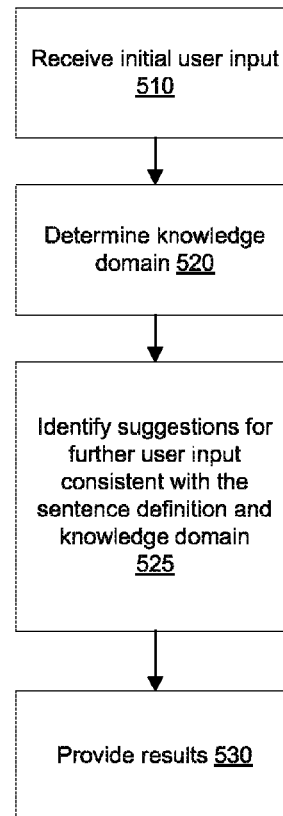 Receive initial user input
510
Determine knowledge
domain 520
Identify suggestions for
further user input
consistent with the
sentence definition and
knowledge domain
525
Provide results 530